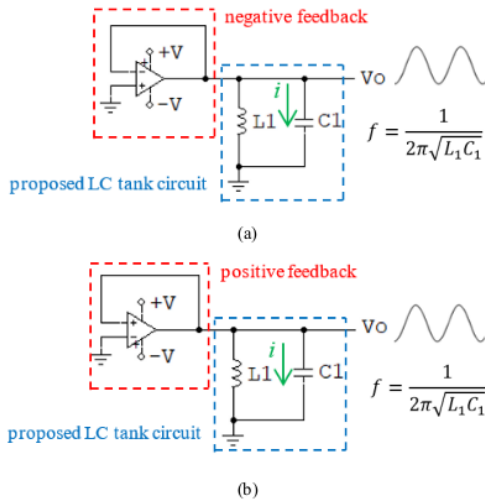 negative feedback
+V
−V
Vo
i
L1
C1
f = 1 / 2π√L₁C₁
proposed LC tank circuit
(a)
positive feedback
+V
−V
Vo
i
L1
C1
f = 1 / 2π√L₁C₁
proposed LC tank circuit
(b)